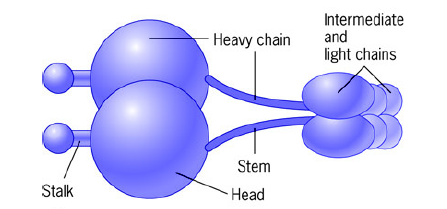 Intermediate
and
light chains
Heavy chain
Stem
Stalk
Head